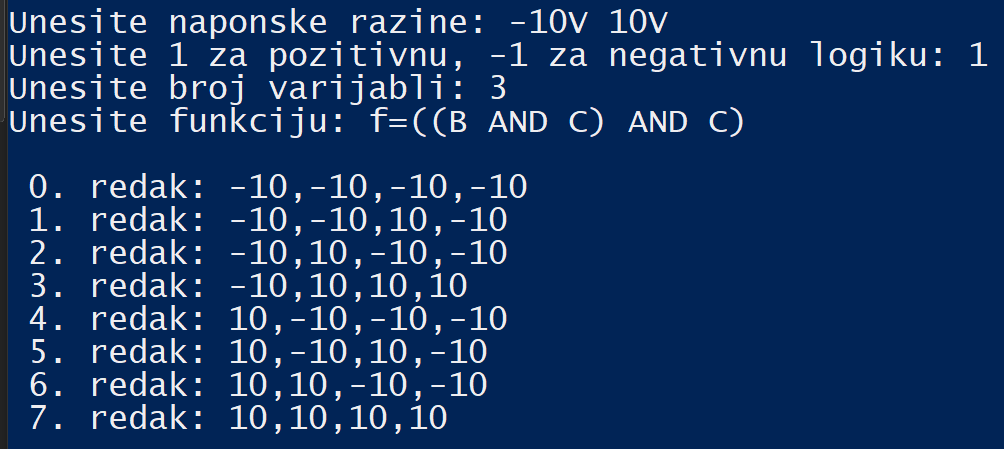 Unesite naponske razine: -10V 10V
Unesite 1 za pozitivnu, -1 za negativnu logiku: 1
Unesite broj varijabli: 3
Unesite funkciju: f=((B AND C) AND C)
0. redak: -10,-10,-10,-10
1. redak: -10,-10,10,-10
2. redak: -10,10,-10,-10
3. redak: -10,10,10,10
4. redak: 10,-10,-10,-10
5. redak: 10,-10,10,-10
6. redak: 10,10,-10,-10
7. redak: 10,10,10,10